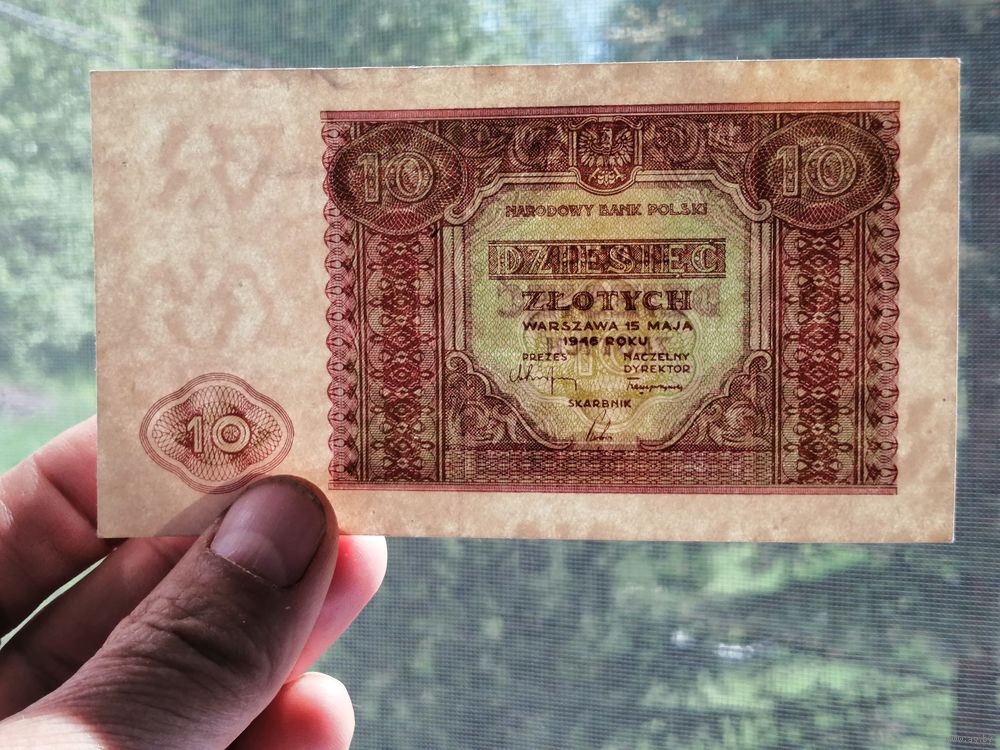 10
10
NARODOWY BANK POLSKI
DZIESIĘĆ
ZŁOTYCH
WARSZAWA 15 MAJA
1946 ROKU
PREZES NACZELNY
DYREKTOR
SKARBNIK
10